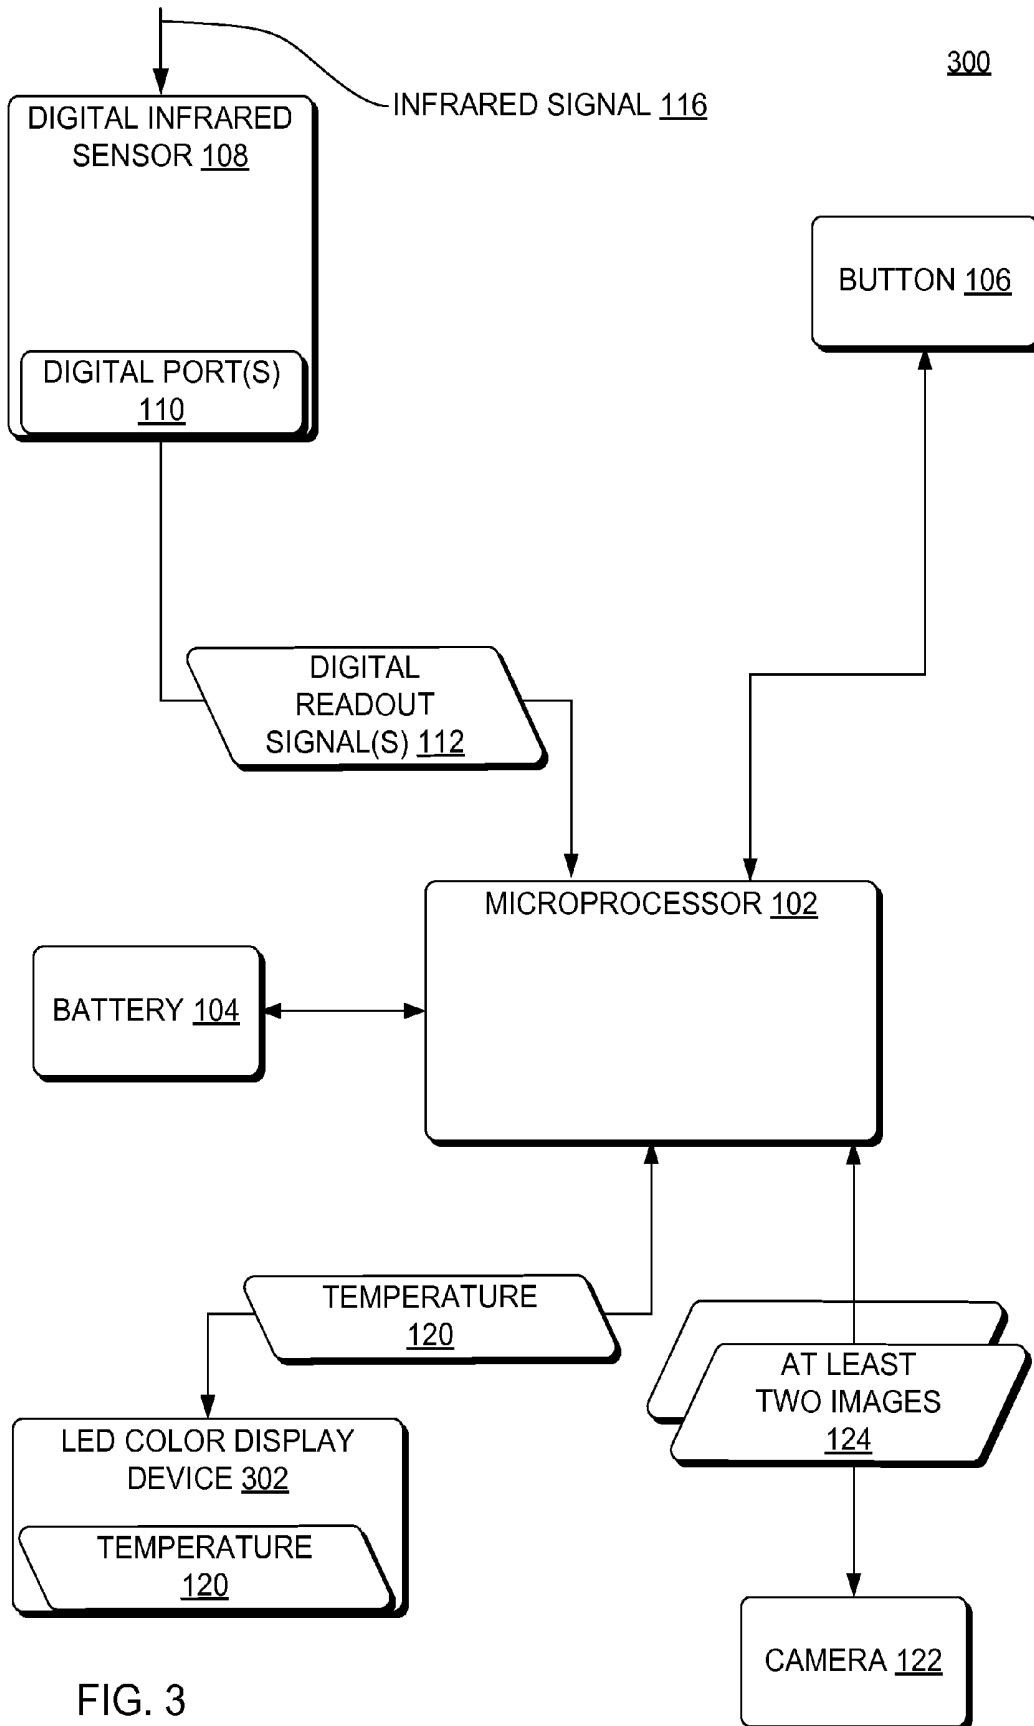 300
INFRARED SIGNAL 116
DIGITAL INFRARED
SENSOR 108
BUTTON 106
DIGITAL PORT(S)
110
DIGITAL
READOUT
SIGNAL(S) 112
MICROPROCESSOR 102
BATTERY 104
TEMPERATURE
120
AT LEAST
TWO IMAGES
124
LED COLOR DISPLAY
DEVICE 302
TEMPERATURE
120
CAMERA 122
FIG. 3